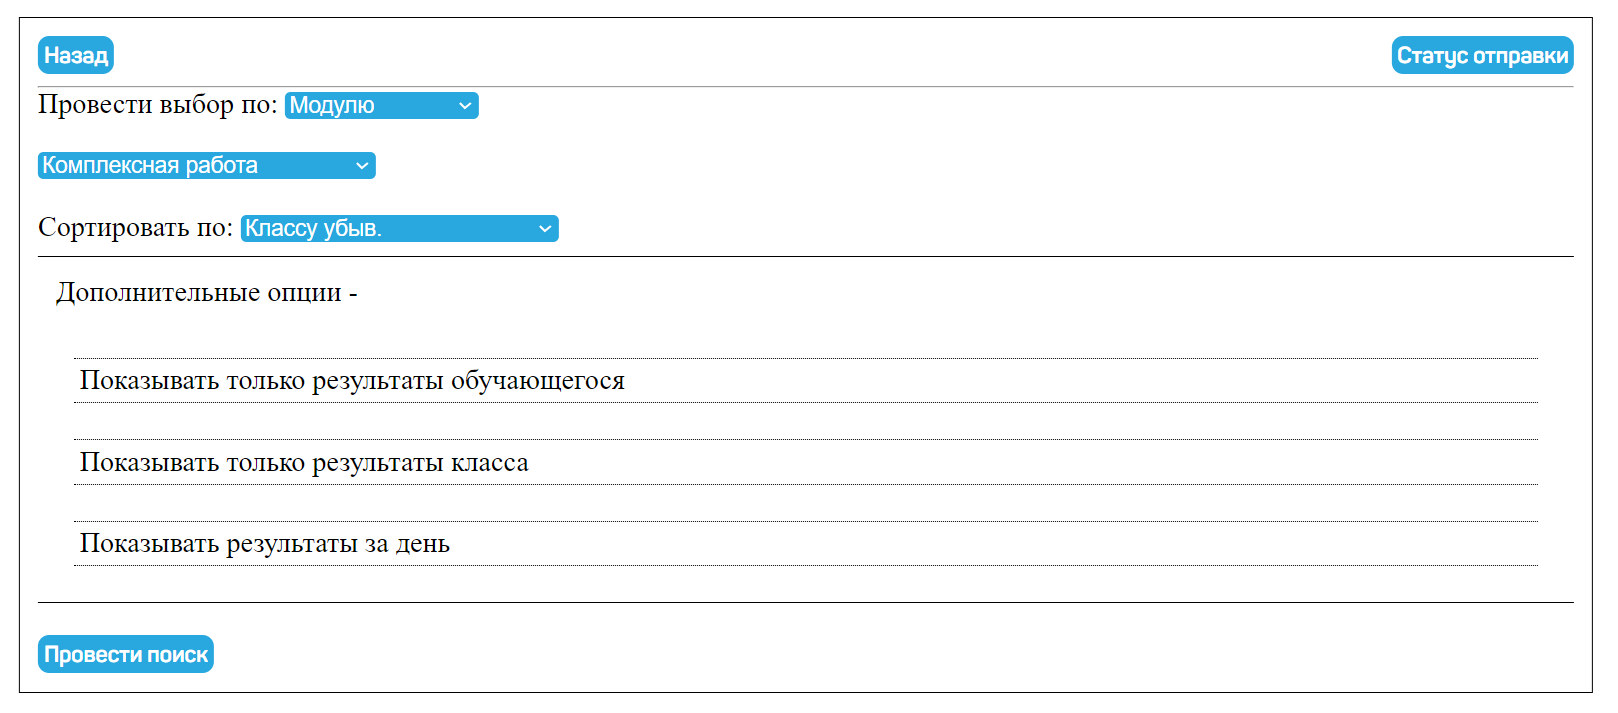 Назад
Статус отправки
Провести выбор по: Модулю
Комплексная работа
Сортировать по: Классу убыв.
Дополнительные опции -
Показывать только результаты обучающегося
Показывать только результаты класса
Показывать результаты за день
Провести поиск